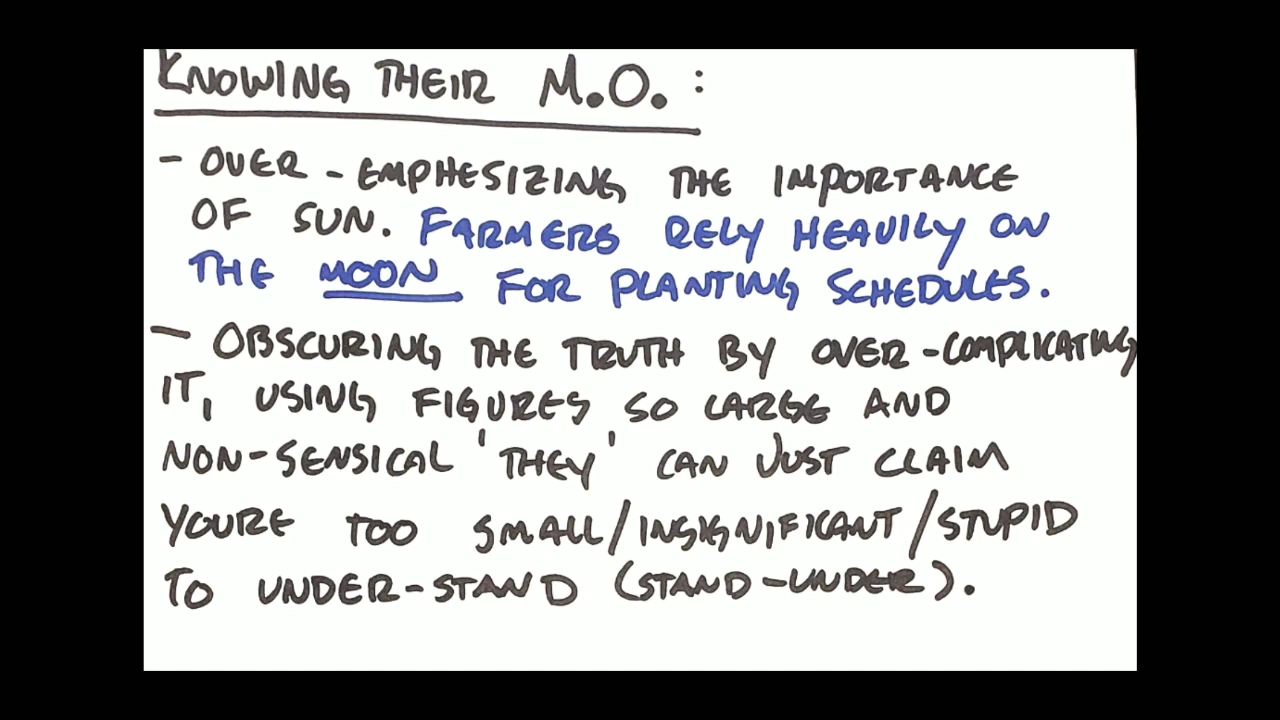 KNOWING THEIR M.O. :
- OVER - EMPHESIZING THE IMPORTANCE
OF SUN. FARMERS RELY HEAVILY ON
THE MOON FOR PLANTING SCHEDULES.
- OBSCURING THE TRUTH BY OVER-COMPLICATING
IT, USING FIGURES SO LARGE AND
NON-SENSICAL 'THEY' CAN JUST CLAIM
YOURE TOO SMALL/INSIGNIFICANT/STUPID
TO UNDER-STAND (STAND-UNDER).